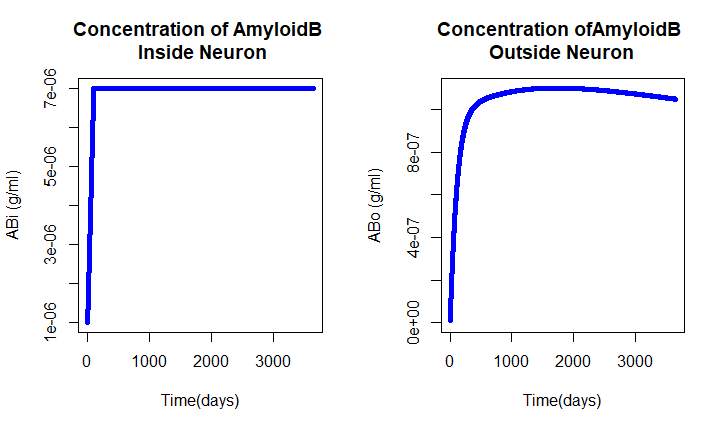 Concentration of AmyloidB
Inside Neuron
ABi (g/ml)
7e-06
5e-06
3e-06
1e-06
0 1000 2000 3000
Time(days)
Concentration ofAmyloidB
Outside Neuron
ABo (g/ml)
8e-07
4e-07
0e+00
0 1000 2000 3000
Time(days)